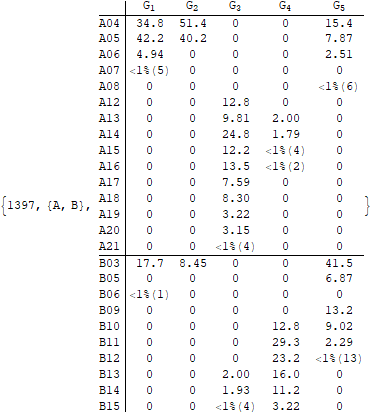 G1 G2 G3 G4 G5
A04 34.8 51.4 0 0 15.4
A05 42.2 40.2 0 0 7.87
A06 4.94 0 0 0 2.51
A07 <1%(5) 0 0 0 0
A08 0 0 0 0 <1%(6)
A12 0 0 12.8 0 0
A13 0 0 9.81 2.00 0
A14 0 0 24.8 1.79 0
A15 0 0 12.2 <1%(4) 0
A16 0 0 13.5 <1%(2) 0
A17 0 0 7.59 0 0
{1397, {A, B}, A18 0 0 8.30 0 0 }
A19 0 0 3.22 0 0
A20 0 0 3.15 0 0
A21 0 0 <1%(4) 0 0
B03 17.7 8.45 0 0 41.5
B05 0 0 0 0 6.87
B06 <1%(1) 0 0 0 0
B09 0 0 0 0 13.2
B10 0 0 0 12.8 9.02
B11 0 0 0 29.3 2.29
B12 0 0 0 23.2 <1%(13)
B13 0 0 2.00 16.0 0
B14 0 0 1.93 11.2 0
B15 0 0 <1%(4) 3.22 0